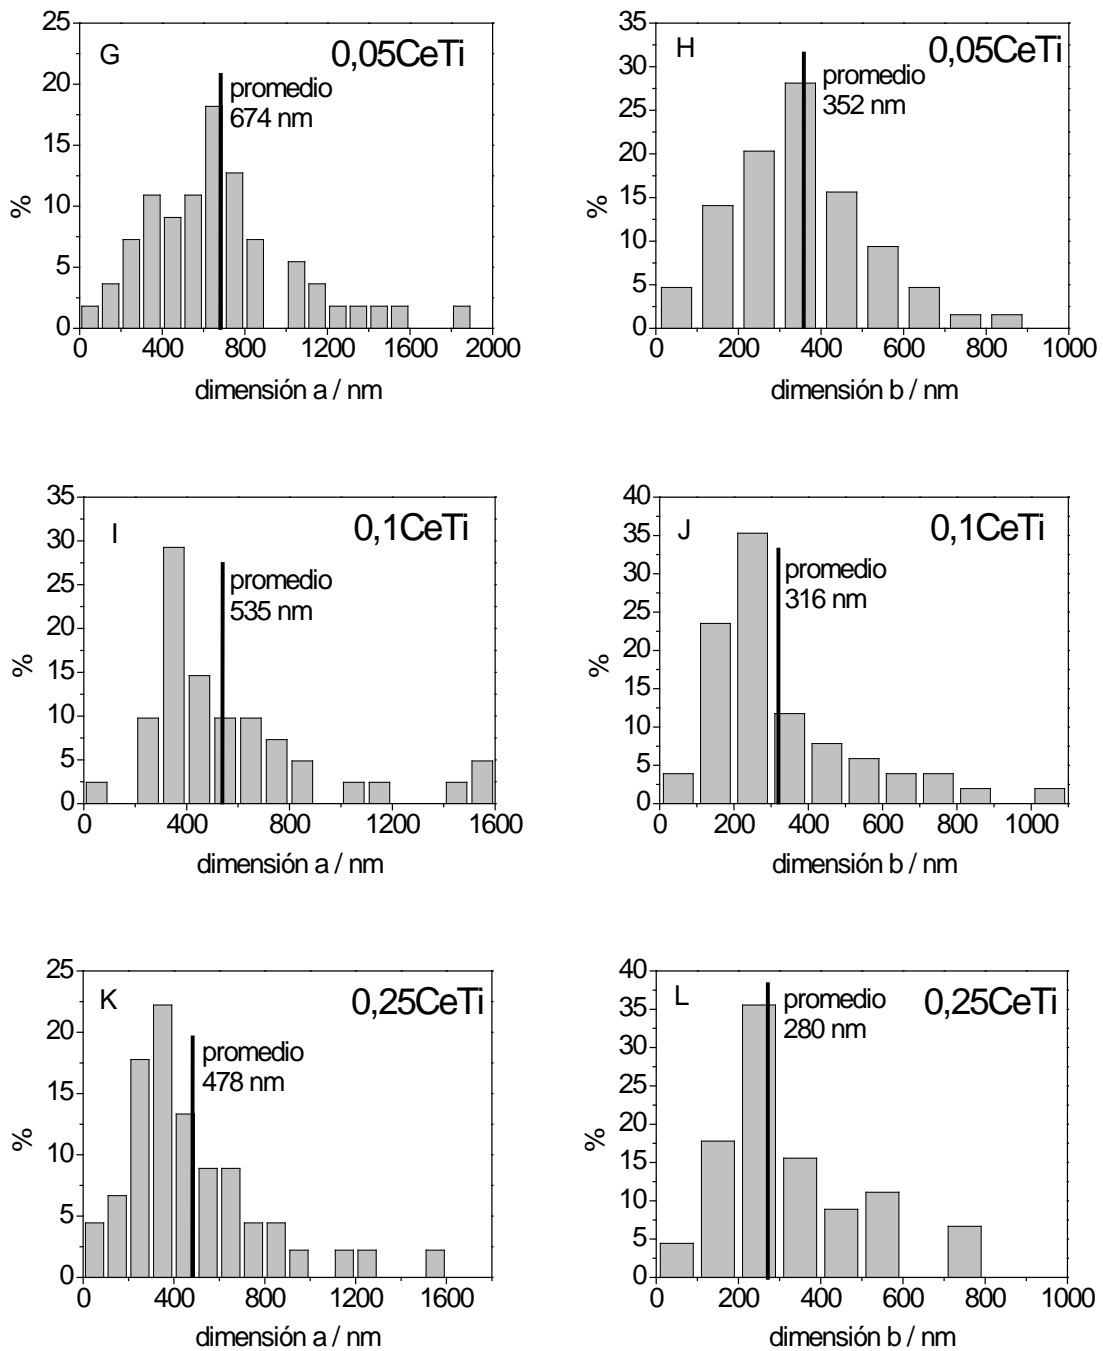 G
0,05CeTi
promedio
674 nm
25
20
15
10
5
0
%
0 400 800 1200 1600 2000
dimensión a / nm
H
0,05CeTi
promedio
352 nm
35
30
25
20
15
10
5
0
%
0 200 400 600 800 1000
dimensión b / nm
I
0,1CeTi
promedio
535 nm
35
30
25
20
15
10
5
0
%
0 400 800 1200 1600
dimensión a / nm
J
0,1CeTi
promedio
316 nm
40
35
30
25
20
15
10
5
0
%
0 200 400 600 800 1000
dimensión b / nm
K
0,25CeTi
promedio
478 nm
25
20
15
10
5
0
%
0 400 800 1200 1600
dimensión a / nm
L
0,25CeTi
promedio
280 nm
40
35
30
25
20
15
10
5
0
%
0 200 400 600 800 1000
dimensión b / nm